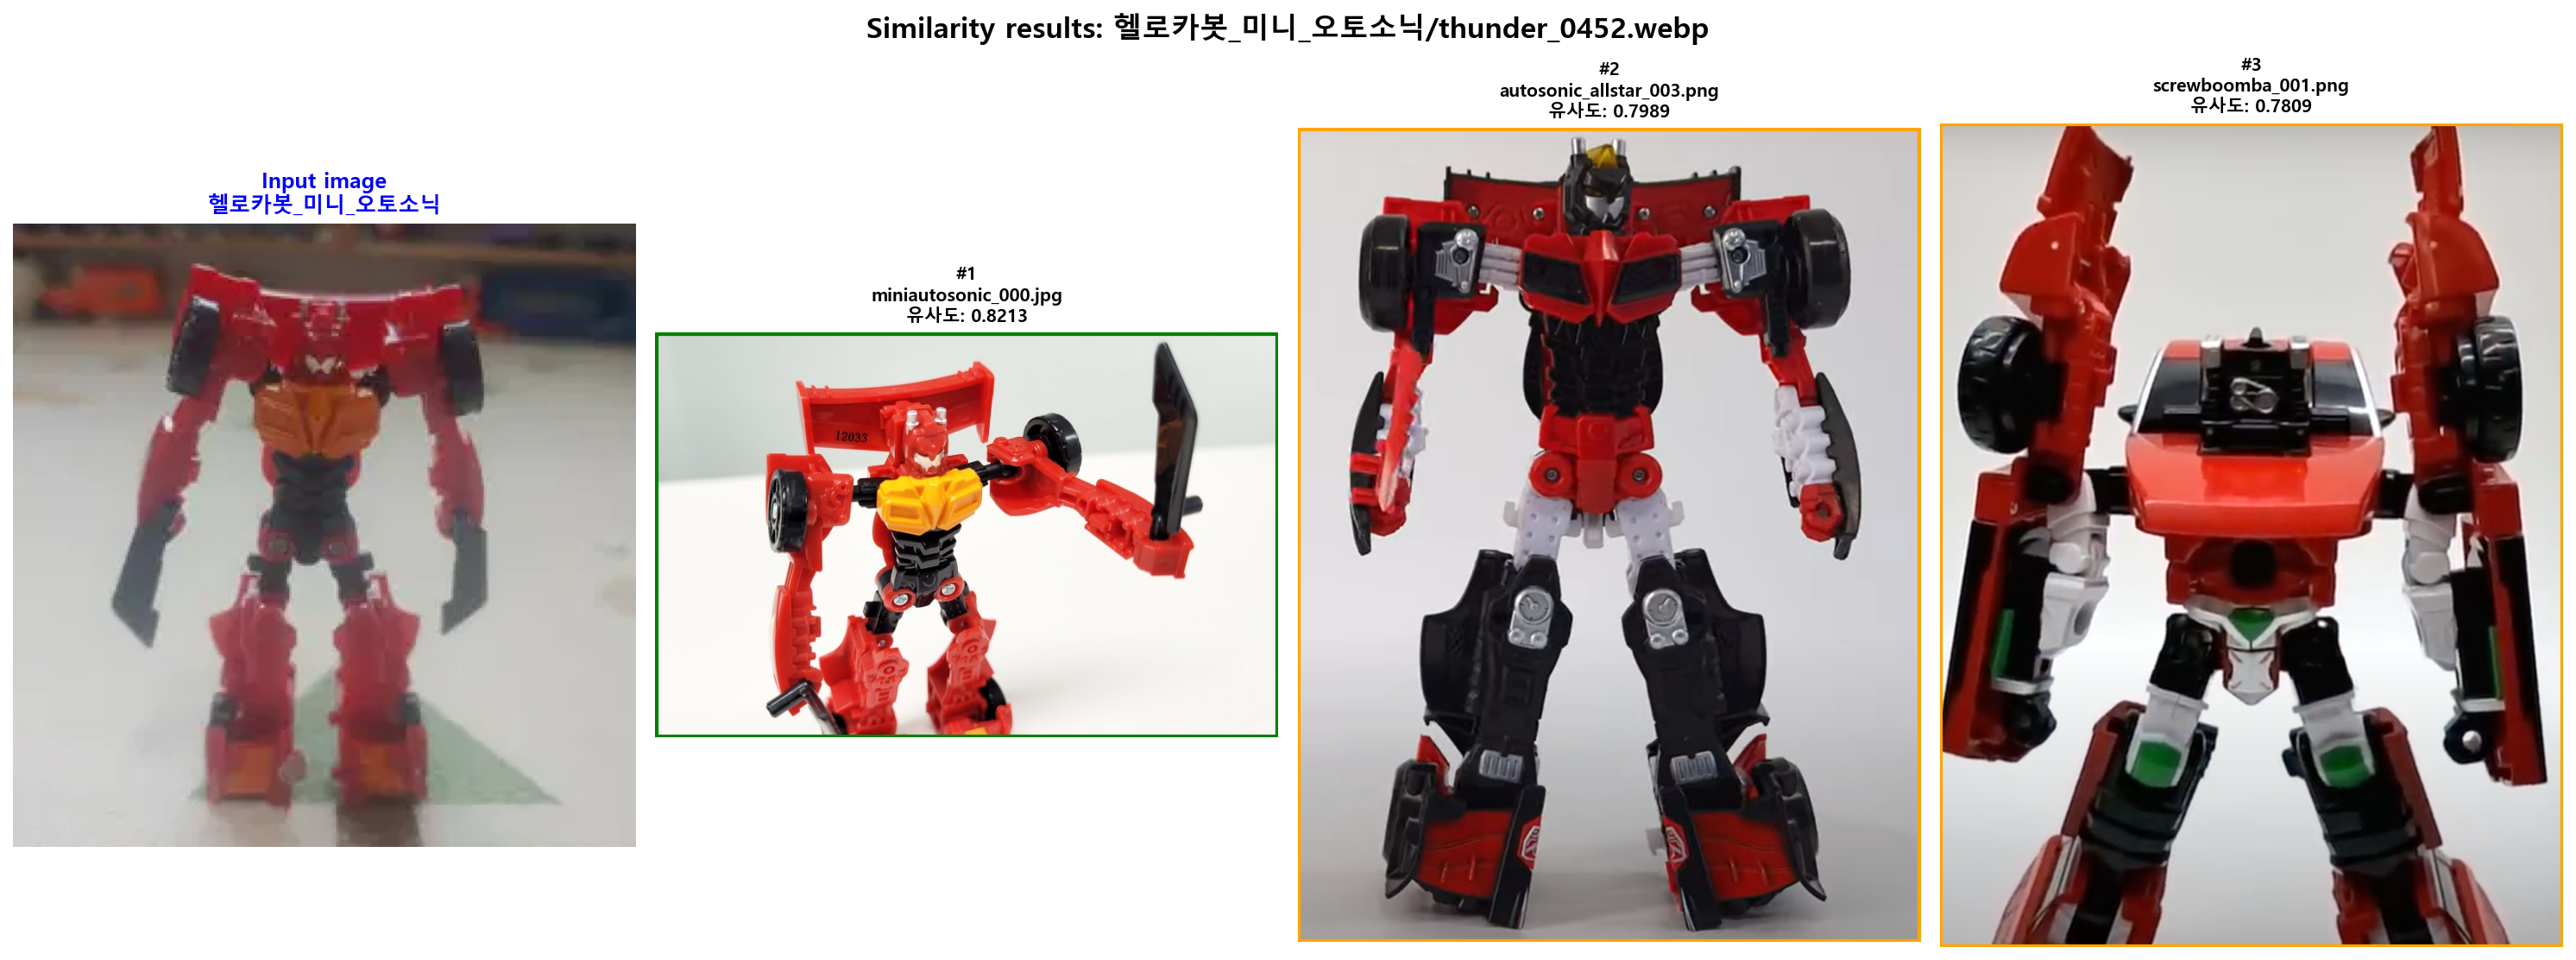 Similarity results: 헬로카봇_미니_오토소닉/thunder_0452.webp
Input image
헬로카봇_미니_오토소닉
#1
miniautosonic_000.jpg
유사도: 0.8213
12033
#2
autosonic_allstar_003.png
유사도: 0.7989
#3
screwboomba_001.png
유사도: 0.7809